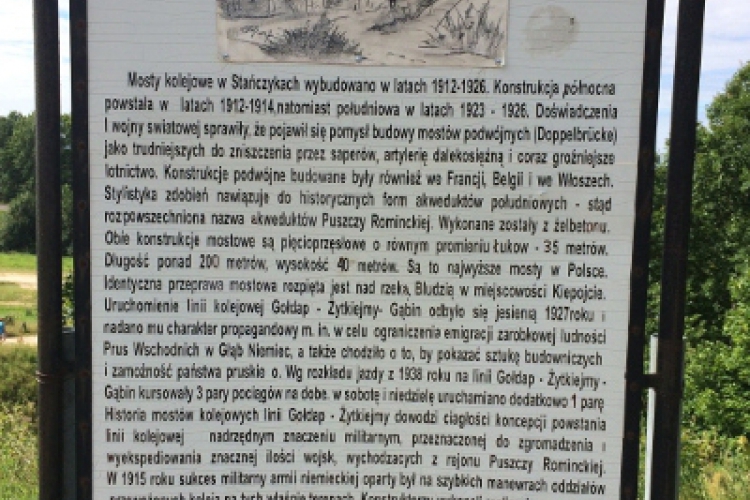 Mosty kolejowe w Stańczykach wybudowano w latach 1912-1926. Konstrukcja północna
powstała w latach 1912-1914,natomiast południowa w latach 1923 - 1926. Doświadczenia
I wojny swiatowej sprawiły, że pojawił się pomysł budowy mostów podwójnych (Doppelbrücke)
jako trudniejszych do zniszczenia przez saperów, artylerię dalekosiężną i coraz groźniejsze
lotnictwo. Konstrukcje podwójne budowane były również we Francji, Belgii i we Włoszech.
Stylistyka zdobień nawiązuje do historycznych form akweduktów południowych - stąd
rozpowszechniona nazwa akweduktów Puszczy Rominckiej. Wykonane zostały z żelbetonu.
Obie konstrukcje mostowe są pięcioprzęsłowe o równym promieniu Łukow - 35 metrów.
Długość ponad 200 metrów, wysokość 40 metrów. Są to najwyższe mosty w Polsce.
Identyczna przeprawa mostowa rozpięta jest nad rzeką Bludzią w miejscowości Kiepojcie.
Uruchomienie linii kolejowej Gołdap - Żytkiejmy- Gąbin odbyło się jesienią 1927roku i
nadano mu charakter propagandowy m. in. w celu ograniczenia emigracji zarobkowej ludności
Prus Wschodnich w Głąb Niemiec, a także chodziło o to, by pokazać sztukę budowniczych
i zamożność państwa pruskie o. Wg rozkładu jazdy z 1938 roku na linii Gołdap - Żytkiejmy-
Gąbin kursowały 3 pary pociągów na dobę, w sobotę i niedzielę uruchamiano dodatkowo 1 parę
Historia mostów kolejowych linii Gołdap - Żytkiejmy dowodzi ciągłości koncepcji powstania
linii kolejowej nadrzędnym znaczeniu militarnym, przeznaczonej do zgromadzenia i
wyekspediowania znacznej ilości wojsk, wychodzących z rejonu Puszczy Rominckiej.
W 1915 roku sukces militarny armii niemieckiej oparty był na szybkich manewrach oddziałów
przewożonych koleją na tych właśnie terenach.